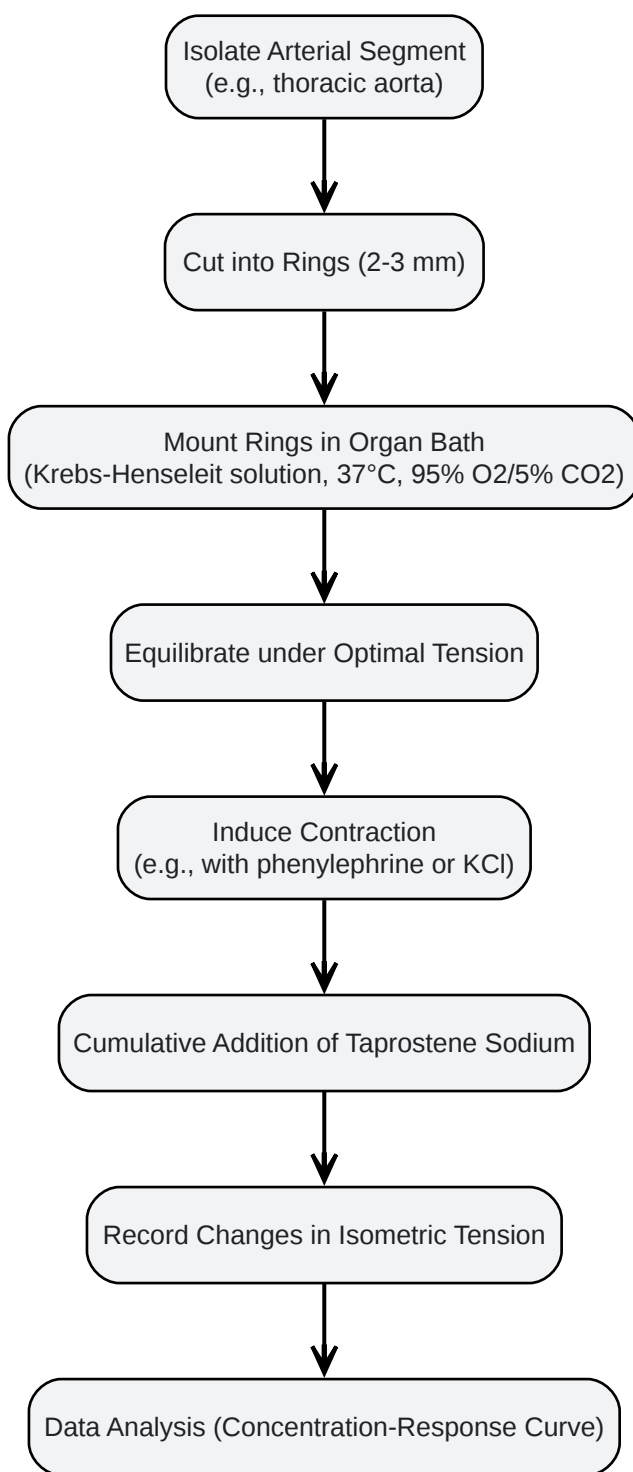 Isolate Arterial Segment
(e.g., thoracic aorta)
Cut into Rings (2-3 mm)
Mount Rings in Organ Bath
(Krebs-Henseleit solution, 37°C, 95% O2/5% CO2)
Equilibrate under Optimal Tension
Induce Contraction
(e.g., with phenylephrine or KCl)
Cumulative Addition of Taprostene Sodium
Record Changes in Isometric Tension
Data Analysis (Concentration-Response Curve)